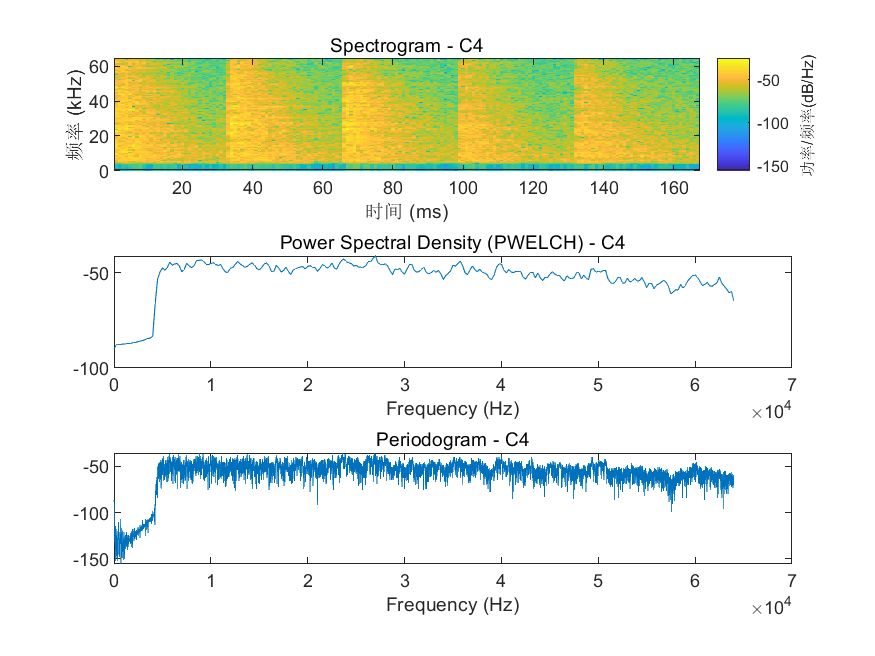 Spectrogram - C4
60
40
20
0
频率 (kHz)
20 40 60 80 100 120 140 160
时间 (ms)
-50
-100
-150
功率/频率(dB/Hz)
Power Spectral Density (PWELCH) - C4
-50
-100
0 1 2 3 4 5 6 7
Frequency (Hz)
×10⁴
Periodogram - C4
-50
-100
-150
0 1 2 3 4 5 6 7
Frequency (Hz)
×10⁴